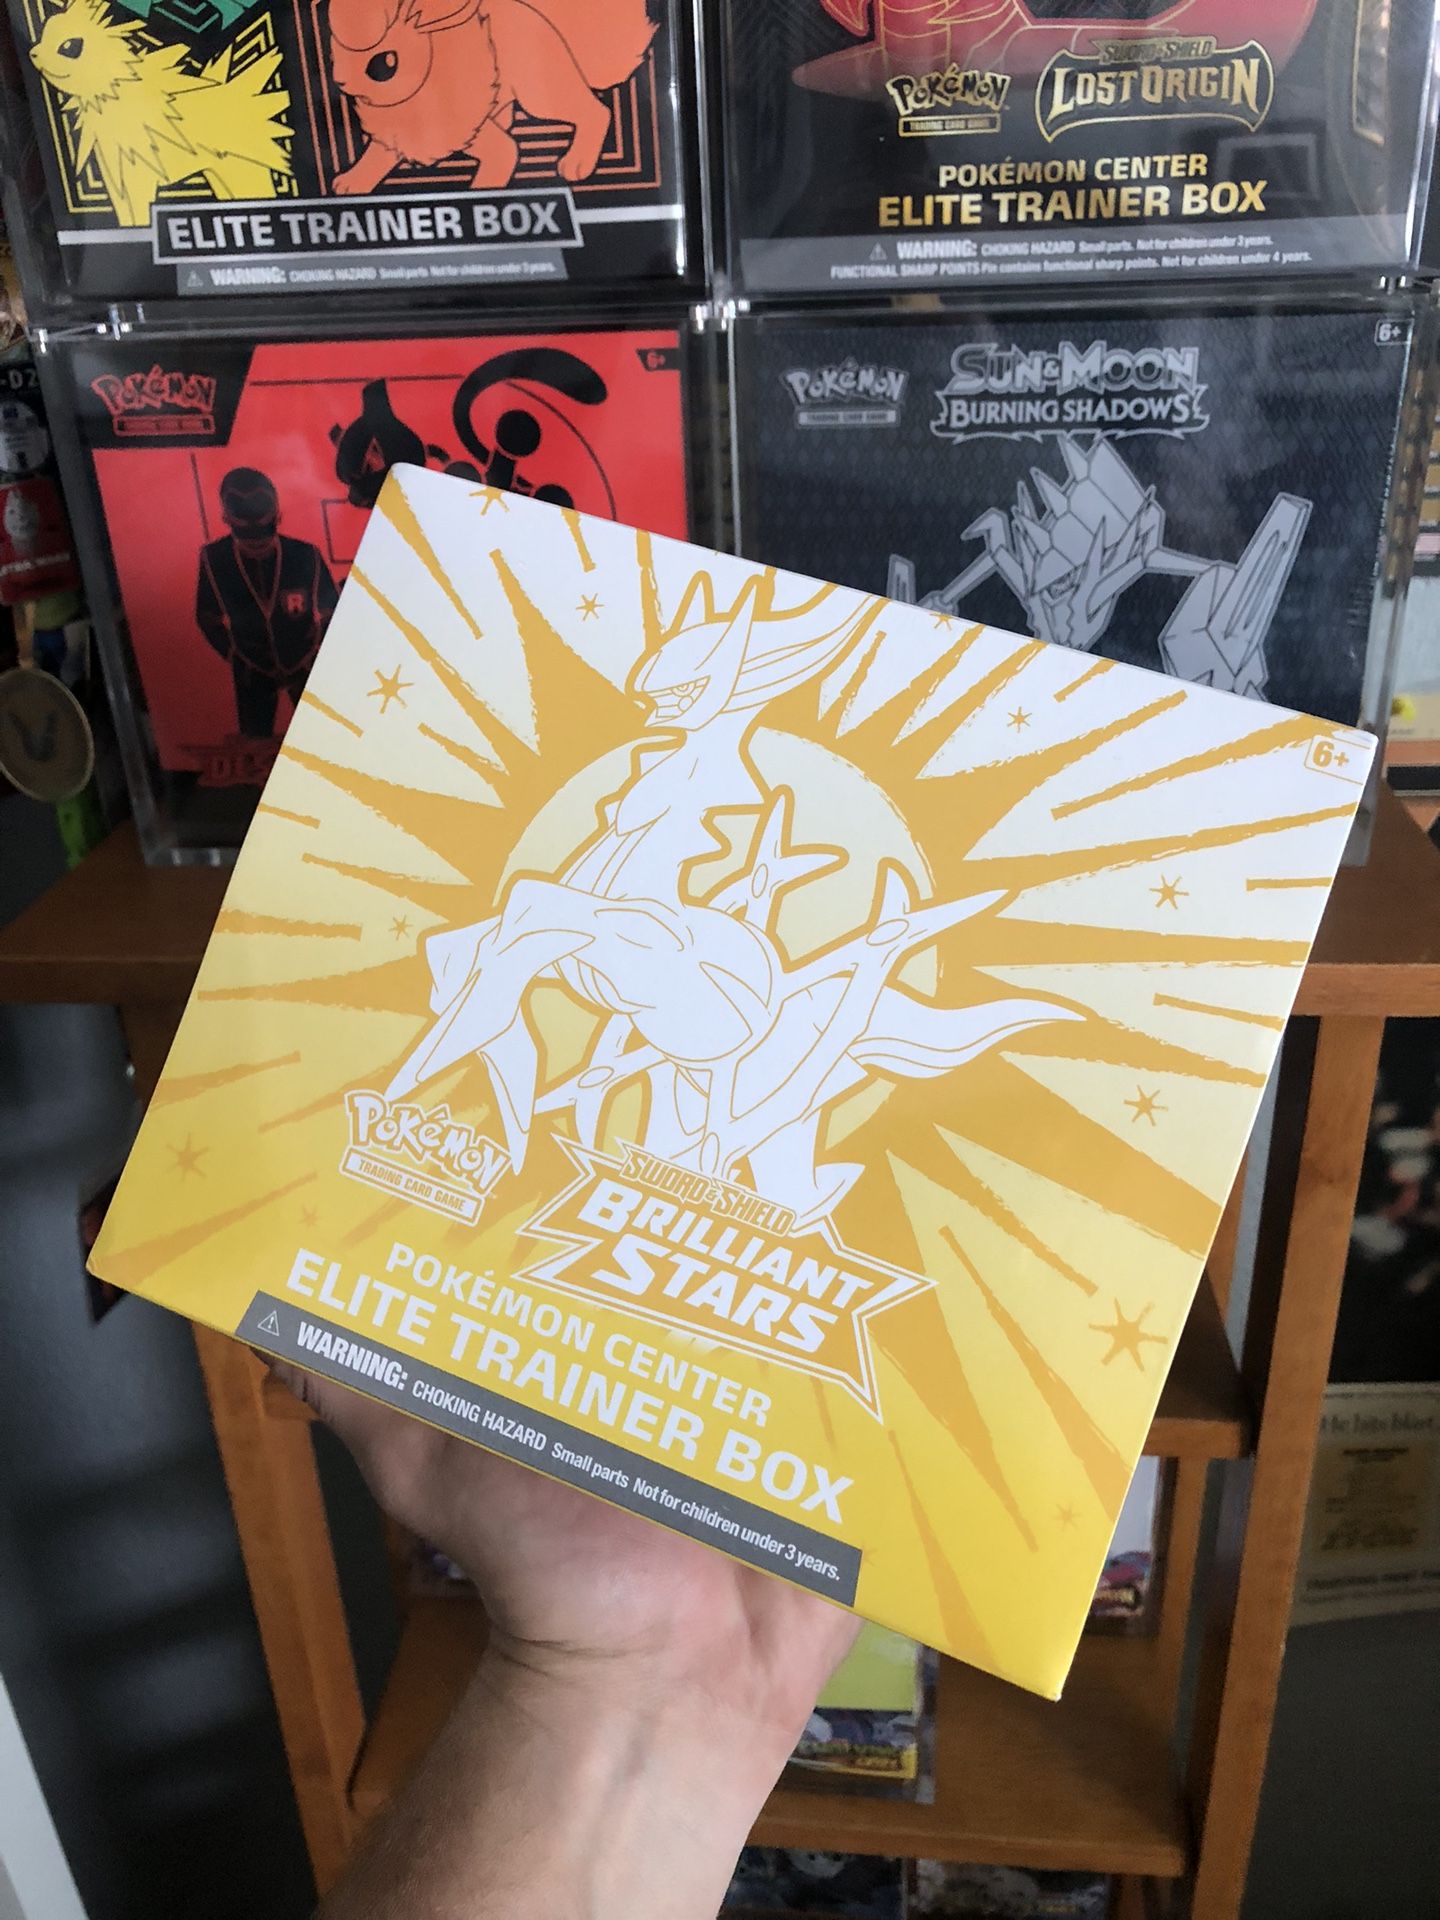 Pokémon
TRADING CARD GAME
SWORD & SHIELD
LOST ORIGIN
POKÉMON CENTER
ELITE TRAINER BOX
WARNING: CHOKING HAZARD Small parts. Not for children under 3 years.
FUNCTIONAL SHARP POINTS Pin contains functional sharp points. Not for children under 4 years.
ELITE TRAINER BOX
WARNING: CHOKING HAZARD Small parts Not for children under 3 years.
Pokémon
TRADING CARD GAME
6+
R
Pokémon
TRADING CARD GAME
SUN & MOON
BURNING SHADOWS
6+
6+
Pokémon
TRADING CARD GAME
SWORD & SHIELD
BRILLIANT
STARS
POKÉMON CENTER
ELITE TRAINER BOX
WARNING: CHOKING HAZARD Small parts Not for children under 3 years.